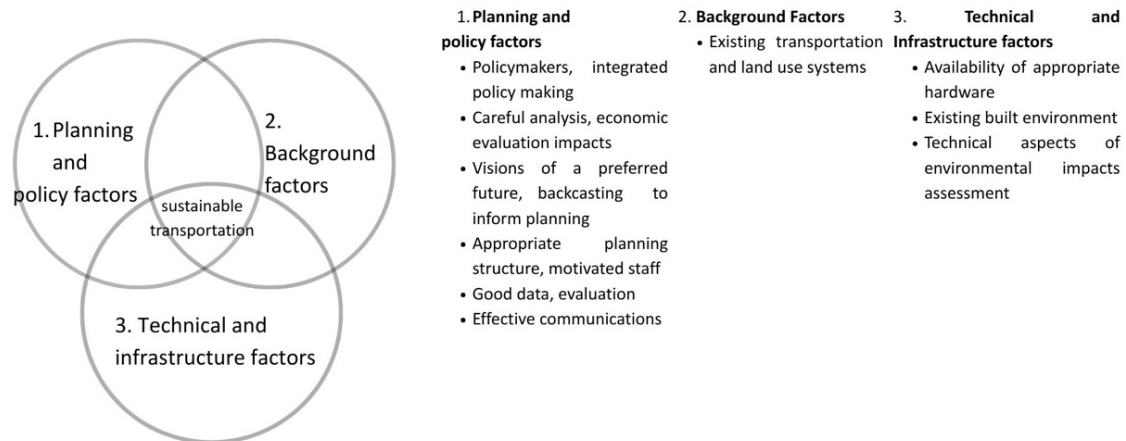 1. Planning
and
policy factors
2.
Background
factors
sustainable
transportation
3. Technical and
infrastructure factors
1. Planning and
policy factors
• Policymakers, integrated
policy making
• Careful analysis, economic
evaluation impacts
• Visions of a preferred
future, backcasting to
inform planning
• Appropriate planning
structure, motivated staff
• Good data, evaluation
• Effective communications
2. Background Factors
• Existing transportation
and land use systems
3. Technical and
Infrastructure factors
• Availability of appropriate
hardware
• Existing built environment
• Technical aspects of
environmental impacts
assessment